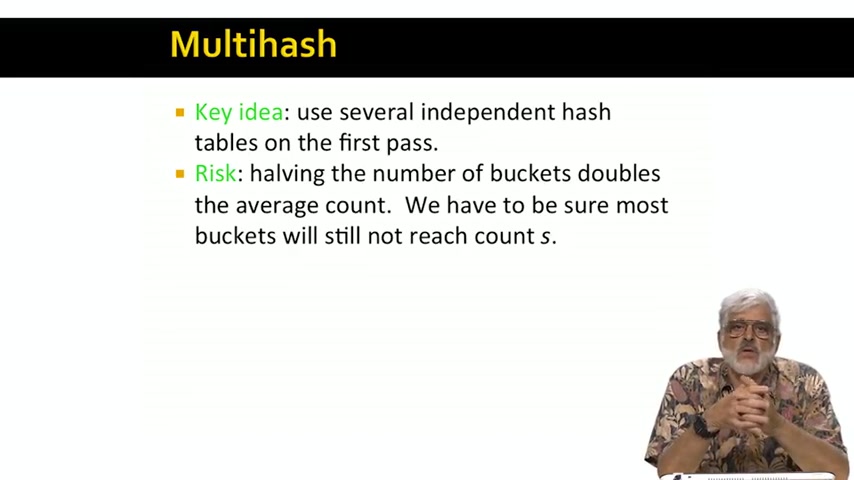 Multihash
Key idea: use several independent hash
tables on the first pass.
Risk: halving the number of buckets doubles
the average count. We have to be sure most
buckets will still not reach count s.